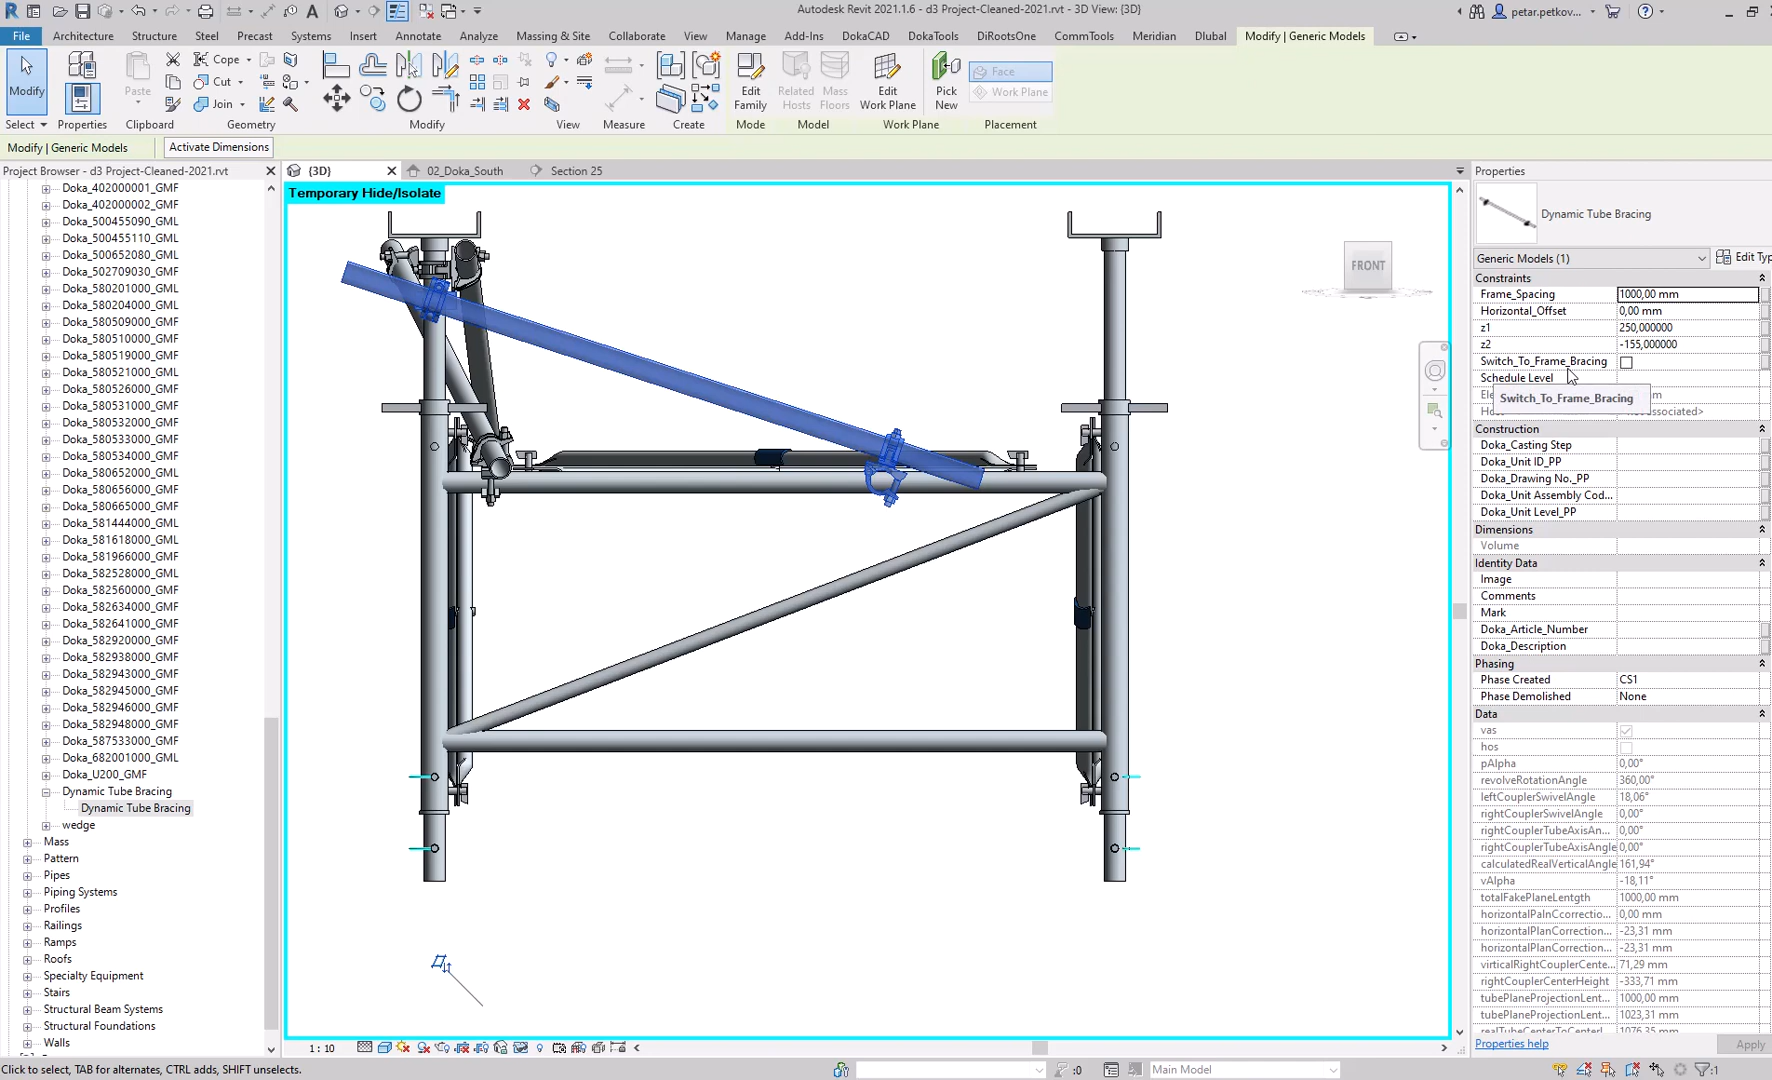 Autodesk Revit 2021.1.6 - d3 Project-Cleaned-2021.rvt - 3D View: {3D}
petar.petkov...
File Architecture Structure Steel Precast Systems Insert Annotate Analyze Massing & Site Collaborate View Manage Add-Ins DokaCAD DokaTools DiRootsOne CommTools Meridian Dlubal Modify | Generic Models
Modify
Paste
Cope
Cut
Join
Edit Family
Related Hosts
Mass Floors
Edit Work Plane
Pick New
Face
Work Plane
Select Properties Clipboard Geometry Modify View Measure Create Mode Model Work Plane Placement
Modify | Generic Models
Activate Dimensions
Project Browser - d3 Project-Cleaned-2021.rvt
Doka_402000001_GMF
Doka_402000002_GMF
Doka_500455090_GML
Doka_500455110_GML
Doka_500652080_GML
Doka_502709030_GMF
Doka_580201000_GMF
Doka_580204000_GMF
Doka_580509000_GMF
Doka_580510000_GMF
Doka_580519000_GMF
Doka_580521000_GML
Doka_580526000_GMF
Doka_580531000_GMF
Doka_580532000_GMF
Doka_580533000_GMF
Doka_580534000_GMF
Doka_580652000_GMF
Doka_580656000_GMF
Doka_580665000_GMF
Doka_581444000_GML
Doka_581618000_GML
Doka_581966000_GMF
Doka_582528000_GML
Doka_582560000_GMF
Doka_582634000_GMF
Doka_582641000_GMF
Doka_582920000_GMF
Doka_582938000_GMF
Doka_582943000_GMF
Doka_582945000_GMF
Doka_582946000_GMF
Doka_582948000_GMF
Doka_587533000_GMF
Doka_682001000_GML
Doka_U200_GMF
Dynamic Tube Bracing
Dynamic Tube Bracing
wedge
Mass
Pattern
Pipes
Piping Systems
Profiles
Railings
Ramps
Roofs
Specialty Equipment
Stairs
Structural Beam Systems
Structural Foundations
Walls
{3D}
02_Doka_South
Section 25
Temporary Hide/Isolate
FRONT
1 : 10
Properties
Dynamic Tube Bracing
Generic Models (1)
Edit Typ
Constraints
Frame_Spacing 1000,00 mm
Horizontal_Offset 0,00 mm
z1 250,000000
z2 -155,000000
Switch_To_Frame_Bracing
Schedule Level
Switch_To_Frame_Bracing
Construction
Doka_Casting Step
Doka_Unit ID_PP
Doka_Drawing No._PP
Doka_Unit Assembly Cod...
Doka_Unit Level_PP
Dimensions
Volume
Identity Data
Image
Comments
Mark
Doka_Article_Number
Doka_Description
Phasing
Phase Created CS1
Phase Demolished None
Data
vas
hos
pAlpha 0,00°
revolveRotationAngle 360,00°
leftCouplerSwivelAngle 18,06°
rightCouplerSwivelAngle 0,00°
rightCouplerTubeAxisAn... 0,00°
rightCouplerTubeAxisAngle 0,00°
calculatedRealVerticalAngle 161,94°
vAlpha -18,11°
totalFakePlaneLentgth 1000,00 mm
horizontalPalnCcorrectio... 0,00 mm
horizontalPlanCorrection... -23,31 mm
horizontalPlanCorrection... -23,31 mm
virticalRightCouplerCente... 71,29 mm
rightCouplerCenterHeight -333,71 mm
tubePlaneProjectionLent... 1000,00 mm
tubePlaneProjectionLent... 1023,31 mm
realTubeCenterToCenterl... 1076,35 mm
Properties help
Apply
Click to select, TAB for alternates, CTRL adds, SHIFT unselects.
:0
Main Model
:1